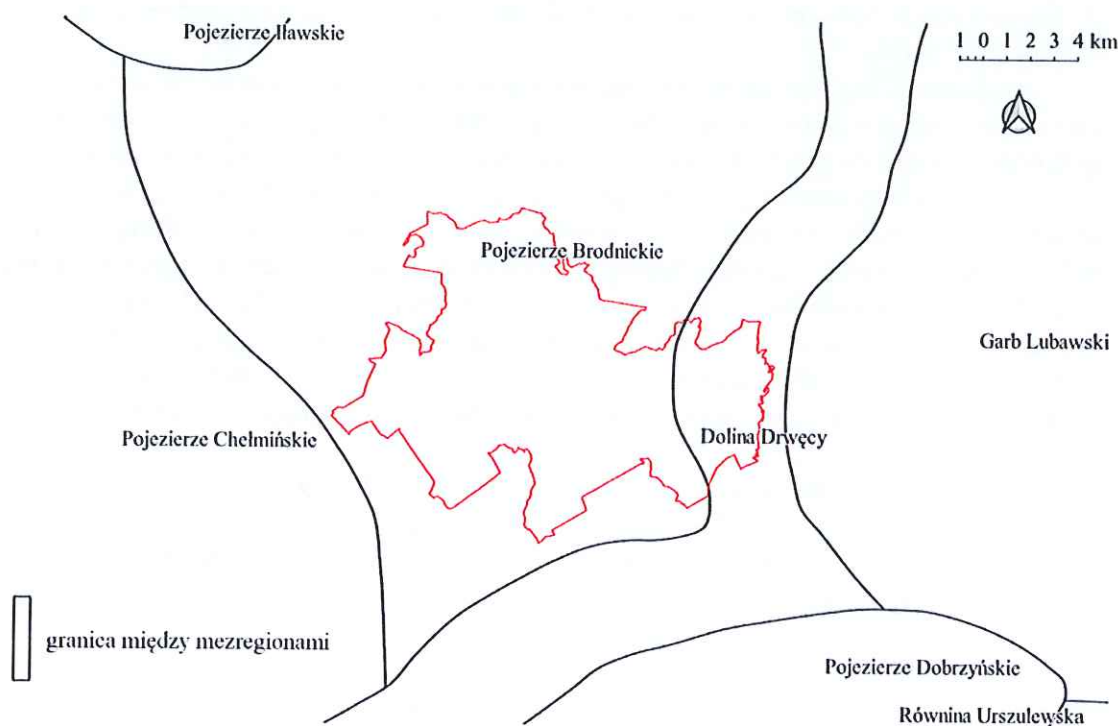 Pojezierze Iławskie
1 0 1 2 3 4 km
Pojezierze Brodnickie
Garb Lubawski
Pojezierze Chełmińskie
Dolina Drwęcy
granica między mezregionami
Pojezierze Dobrzyńskie
Równina Urszulewska